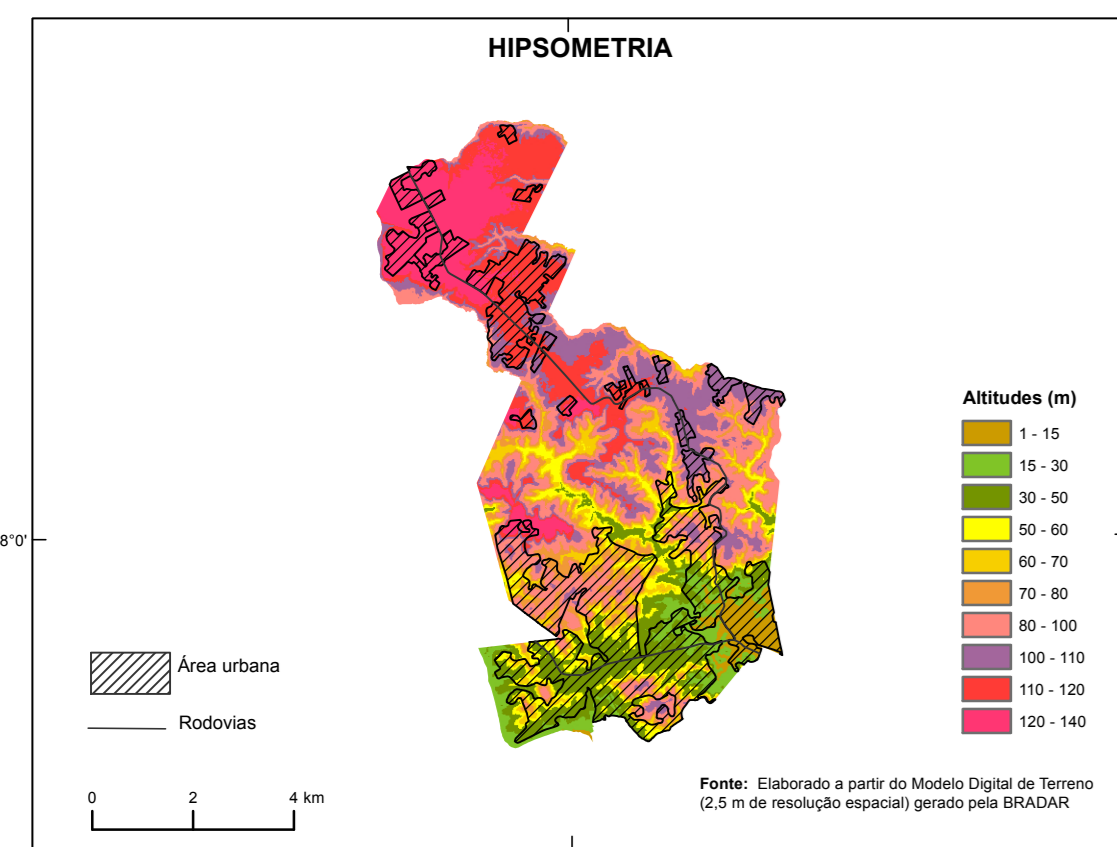 HIPSOMETRIA
8°0'
Altitudes (m)
1 - 15
15 - 30
30 - 50
50 - 60
60 - 70
70 - 80
80 - 100
100 - 110
110 - 120
120 - 140
Área urbana
Rodovias
0 2 4 km
Fonte: Elaborado a partir do Modelo Digital de Terreno
(2,5 m de resolução espacial) gerado pela BRADAR